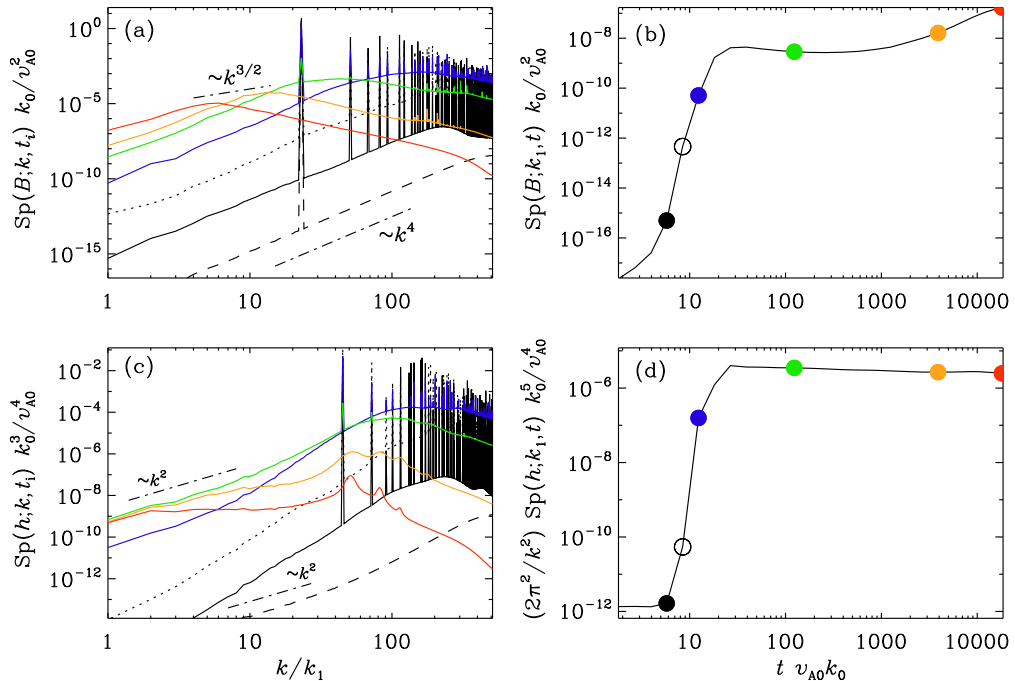 (a)
~k^{3/2}
~k^4
Sp(B;k,t_i) k_0/v_{A0}^2
10^0
10^{-5}
10^{-10}
10^{-15}
1 10 100
(b)
Sp(B;k_1,t) k_0/v_{A0}^2
10^{-8}
10^{-10}
10^{-12}
10^{-14}
10^{-16}
10 100 1000 10000
(c)
~k^2
~k^2
Sp(h;k,t_i) k_0^3/v_{A0}^4
10^{-2}
10^{-4}
10^{-6}
10^{-8}
10^{-10}
10^{-12}
1 10 100
k/k_1
(d)
(2π^2/k^2) Sp(h;k_1,t) k_0^5/v_{A0}^4
10^{-6}
10^{-8}
10^{-10}
10^{-12}
10 100 1000 10000
t v_{A0}k_0